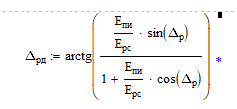 Δрд := arctg( (Eпи / Eрс · sin(Δр)) / (1 + Eпи / Eрс · cos(Δр)) ) *